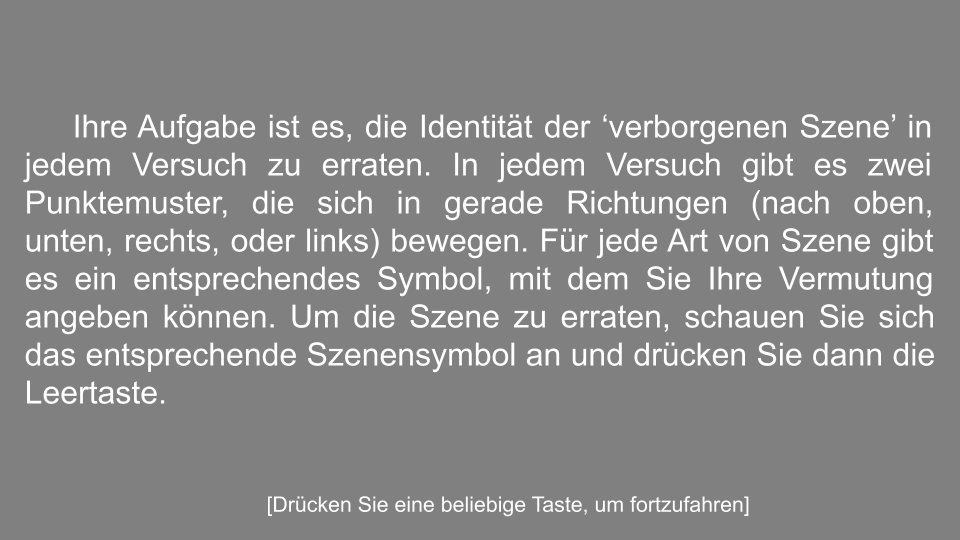 Ihre Aufgabe ist es, die Identität der ‘verborgenen Szene’ in
jedem Versuch zu erraten. In jedem Versuch gibt es zwei
Punktemuster, die sich in gerade Richtungen (nach oben,
unten, rechts, oder links) bewegen. Für jede Art von Szene gibt
es ein entsprechendes Symbol, mit dem Sie Ihre Vermutung
angeben können. Um die Szene zu erraten, schauen Sie sich
das entsprechende Szenensymbol an und drücken Sie dann die
Leertaste.
[Drücken Sie eine beliebige Taste, um fortzufahren]